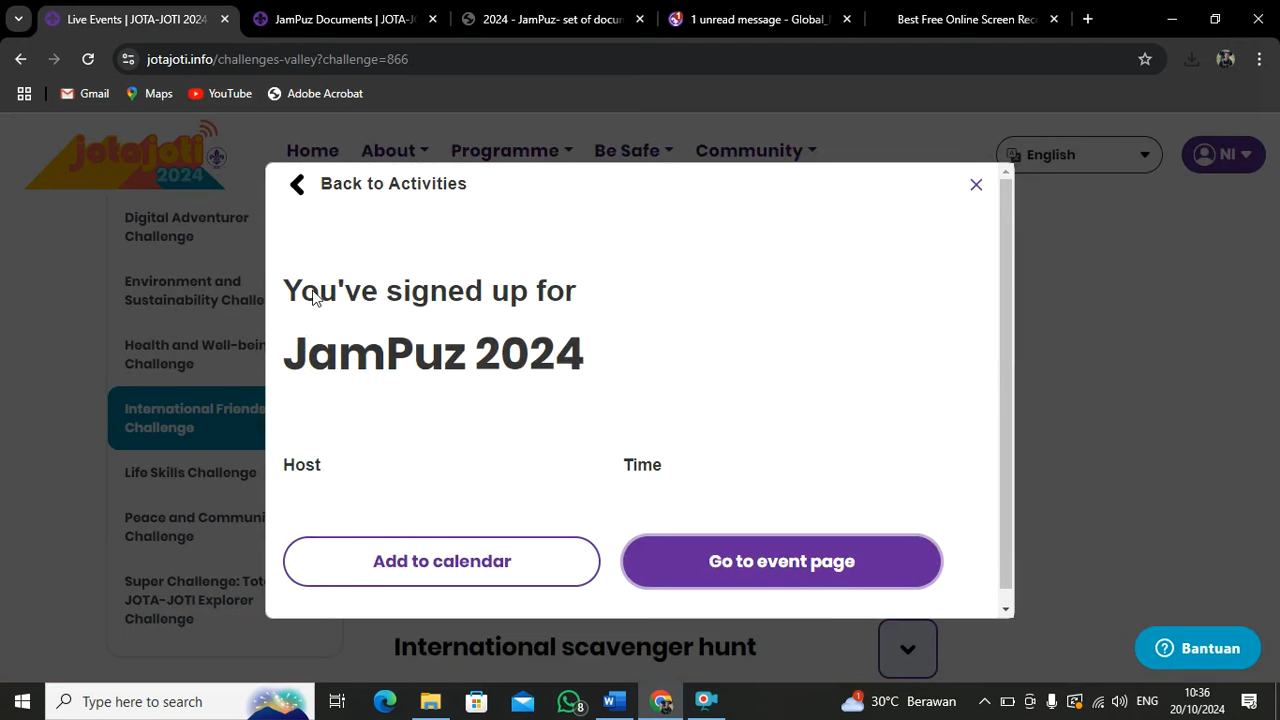 Live Events | JOTA-JOTI 2024
JamPuz Documents | JOTA-JO
2024 - JamPuz- set of docum
1 unread message - Global_
Best Free Online Screen Rec
jotajoti.info/challenges-valley?challenge=866
Gmail
Maps
YouTube
Adobe Acrobat
jotajoti
2024
Home
About
Programme
Be Safe
Community
English
NI
Digital Adventurer
Challenge
Environment and
Sustainability Challe
Health and Well-bein
Challenge
International Friends
Challenge
Life Skills Challenge
Peace and Communi
Challenge
Super Challenge: Tot
JOTA-JOTI Explorer
Challenge
Back to Activities
You've signed up for
JamPuz 2024
Host
Time
Add to calendar
Go to event page
International scavenger hunt
Bantuan
Type here to search
8
1
30°C Berawan
ENG
10:36
20/10/2024